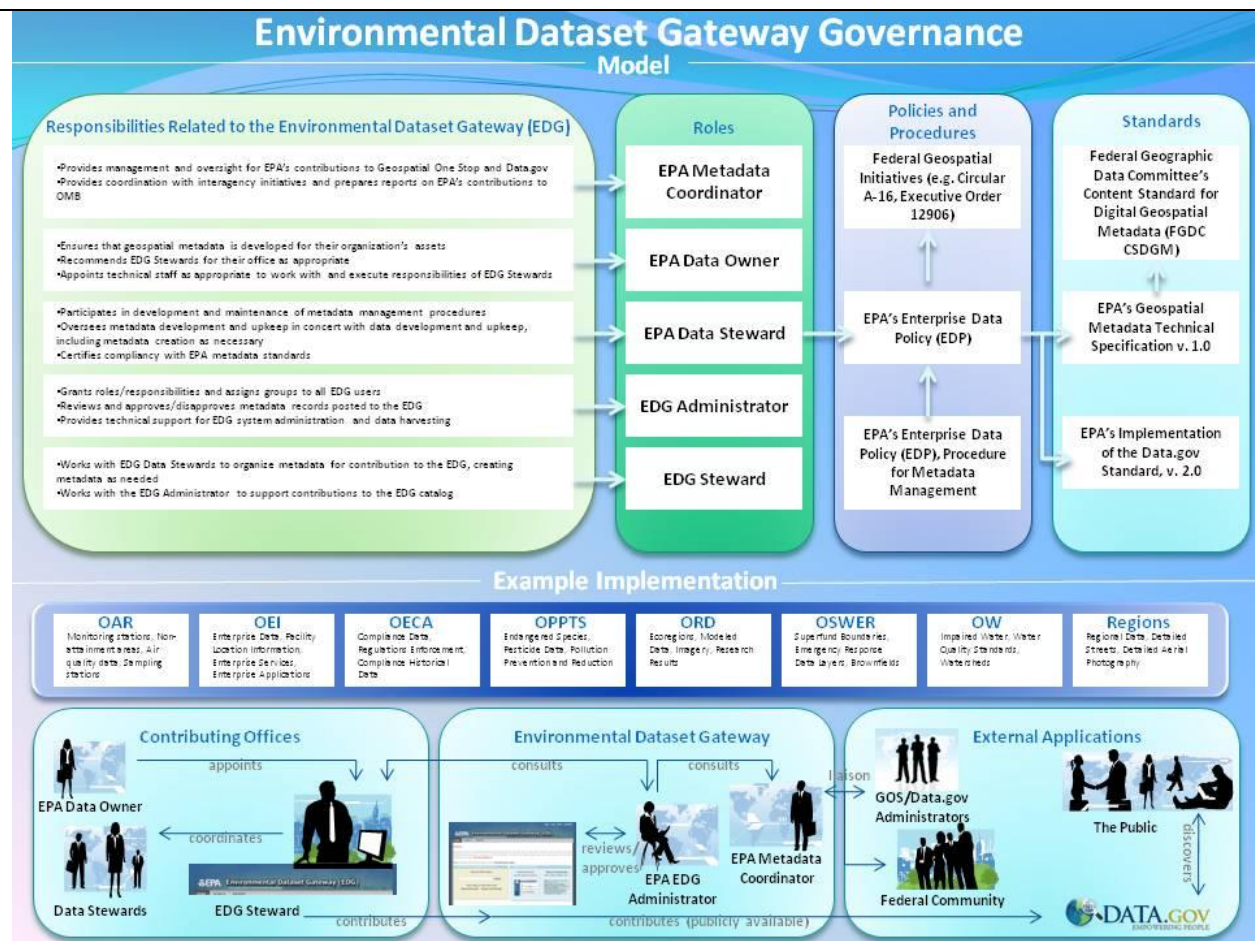 Environmental Dataset Gateway Governance
Model
Responsibilities Related to the Environmental Dataset Gateway (EDG)
•Provides management and oversight for EPA's contributions to Geospatial One Stop and Data.gov
•Provides coordination with interagency initiatives and prepares reports on EPA's contributions to
OMB
•Ensures that geospatial metadata is developed for their organization's assets
•Recommends EDG Stewards for their office as appropriate
•Appoints technical staff as appropriate to work with and execute responsibilities of EDG Stewards
•Participates in development and maintenance of metadata management procedures
•Oversees metadata development and upkeep in concert with data development and upkeep,
including metadata creation as necessary
•Certifies compliancy with EPA metadata standards
•Grants roles/responsibilities and assigns groups to all EDG users
•Reviews and approves/disapproves metadata records posted to the EDG
•Provides technical support for EDG system administration and data harvesting
•Works with EDG Data Stewards to organize metadata for contribution to the EDG, creating
metadata as needed
•Works with the EDG Administrator to support contributions to the EDG catalog
Roles
EPA Metadata
Coordinator
EPA Data Owner
EPA Data Steward
EDG Administrator
EDG Steward
Policies and
Procedures
Federal Geospatial
Initiatives (e.g. Circular
A-16, Executive Order
12906)
EPA's Enterprise Data
Policy (EDP)
EPA's Enterprise Data
Policy (EDP), Procedure
for Metadata
Management
Standards
Federal Geographic
Data Committee's
Content Standard for
Digital Geospatial
Metadata (FGDC
CSDGM)
EPA's Geospatial
Metadata Technical
Specification v. 1.0
EPA's Implementation
of the Data.gov
Standard, v. 2.0
Example Implementation
OAR
Monitoring stations, Non-
attainment areas, Air
quality data, Sampling
stations
OEI
Enterprise Data, Facility
Location Information,
Enterprise Services,
Enterprise Applications
OECA
Compliance Data,
Regulations Enforcement,
Compliance Historical
Data
OPPTS
Endangered Species,
Pesticide Data, Pollution
Prevention and Reduction
ORD
Ecoregions, Modeled
Data, Imagery, Research
Results
OSWER
Superfund Boundaries,
Emergency Response
Data Layers, Brownfields
OW
Impaired Water, Water
Quality Standards,
Watersheds
Regions
Regional Data, Detailed
Streets, Detailed Aerial
Photography
Contributing Offices
appoints
EPA Data Owner
coordinates
Data Stewards
EPA Environmental Dataset Gateway (EDG)
EDG Steward
contributes
Environmental Dataset Gateway
consults
consults
reviews/
approves
EPA EDG
Administrator
EPA Metadata
Coordinator
contributes (publicly available)
External Applications
liaison
GOS/Data.gov
Administrators
The Public
Federal Community
discovers
DATA.GOV
EMPOWERING PEOPLE